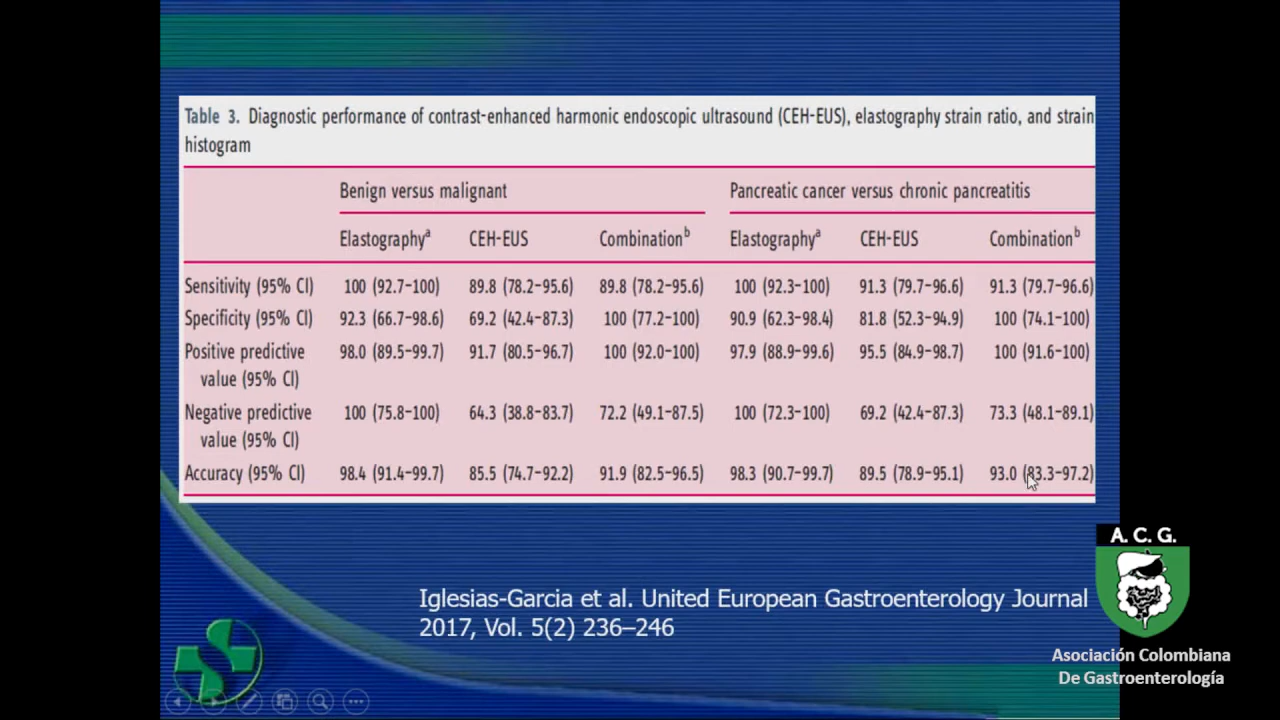 Table 3. Diagnostic performance of contrast-enhanced harmonic endoscopic ultrasound (CEH-EUS), elastography strain ratio, and strain
histogram
Benign versus malignant Pancreatic cancer versus chronic pancreatitis
Elastographyª CEH-EUS Combinationᵇ Elastographyª CEH-EUS Combinationᵇ
Sensitivity (95% CI) 100 (92.7–100) 89.8 (78.2–95.6) 89.8 (78.2–95.6) 100 (92.3–100) 91.3 (79.7–96.6) 91.3 (79.7–96.6)
Specificity (95% CI) 92.3 (66.7–98.6) 69.2 (42.4–87.3) 100 (77.2–100) 90.9 (62.3–98.4) 81.8 (52.3–94.9) 100 (74.1–100)
Positive predictive 98.0 (89.5–99.7) 91.7 (80.5–96.7) 100 (92.0–100) 97.9 (88.9–99.6) 95.5 (84.9–98.7) 100 (91.6–100)
value (95% CI)
Negative predictive 100 (75.8–100) 64.3 (38.8–83.7) 72.2 (49.1–87.5) 100 (72.3–100) 69.2 (42.4–87.3) 73.3 (48.1–89.1)
value (95% CI)
Accuracy (95% CI) 98.4 (91.4–99.7) 85.5 (74.7–92.2) 91.9 (82.5–96.5) 98.3 (90.7–99.7) 89.5 (78.9–95.1) 93.0 (83.3–97.2)
A. C. G.
Iglesias-Garcia et al. United European Gastroenterology Journal
2017, Vol. 5(2) 236–246
Asociación Colombiana
De Gastroenterología